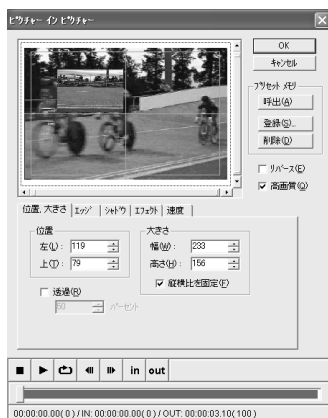 ピクチャー イン ピクチャー
OK
キャンセル
プリセット メモリ
呼出(A)
登録(S)...
削除(D)
リバース(E)
高画質(Q)
位置, 大きさ エッジ シャドウ エフェクト 速度
位置
左(L): 119
上(T): 79
透過(R)
50 パーセント
大きさ
幅(W): 233
高さ(H): 156
縦横比を固定(F)
in out
00:00:00.00( 0 ) / IN: 00:00:00.00( 0 ) / OUT: 00:00:03.10( 100 )